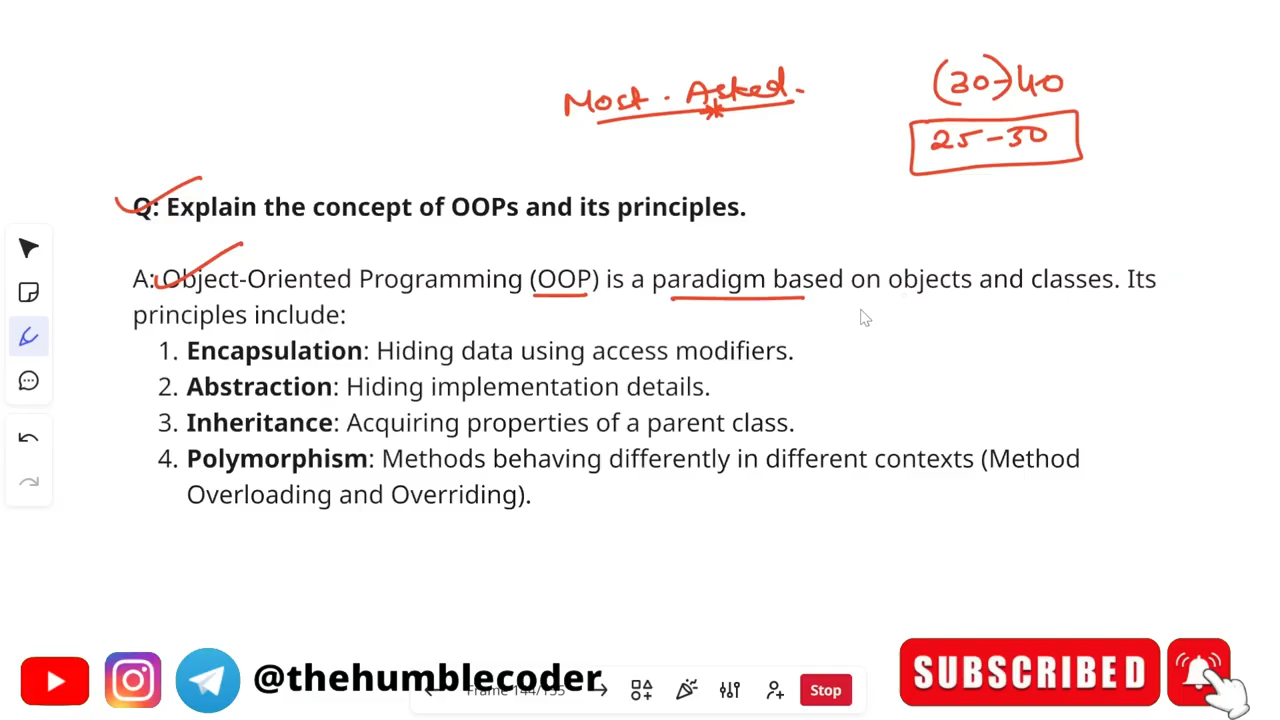 Most. Asked.
(30)-40
25-30
Q: Explain the concept of OOPs and its principles.
A: Object-Oriented Programming (OOP) is a paradigm based on objects and classes. Its
principles include:
1. Encapsulation: Hiding data using access modifiers.
2. Abstraction: Hiding implementation details.
3. Inheritance: Acquiring properties of a parent class.
4. Polymorphism: Methods behaving differently in different contexts (Method
Overloading and Overriding).
@thehumblecoder
Stop
SUBSCRIBED